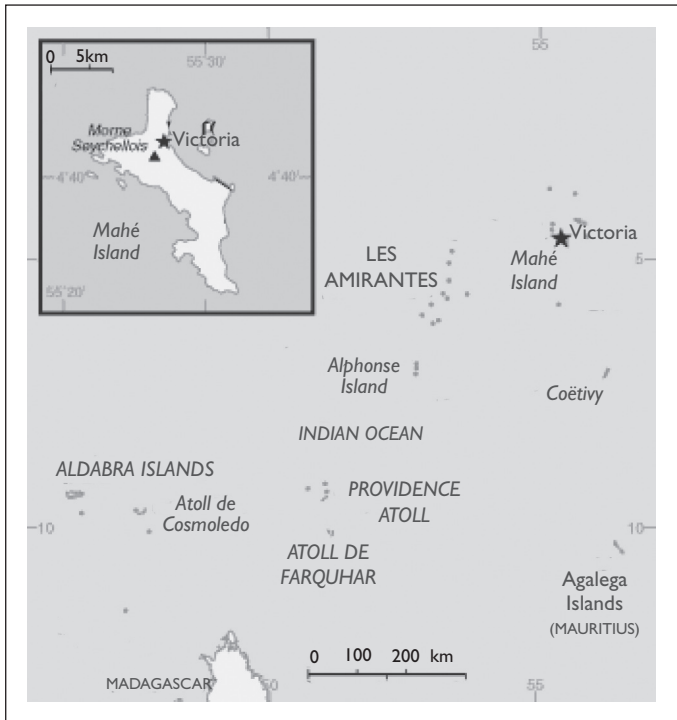 0 5km
55°30'
Morne
Seychellois
Victoria
4°40'
4°40'
Mahé
Island
55°20'
55
LES
AMIRANTES
Victoria
Mahé
Island
5
Alphonse
Island
Coëtivy
INDIAN OCEAN
ALDABRA ISLANDS
Atoll de
Cosmoledo
PROVIDENCE
ATOLL
10
10
ATOLL DE
FARQUHAR
Agalega
Islands
(MAURITIUS)
0 100 200 km
MADAGASCAR
50
55